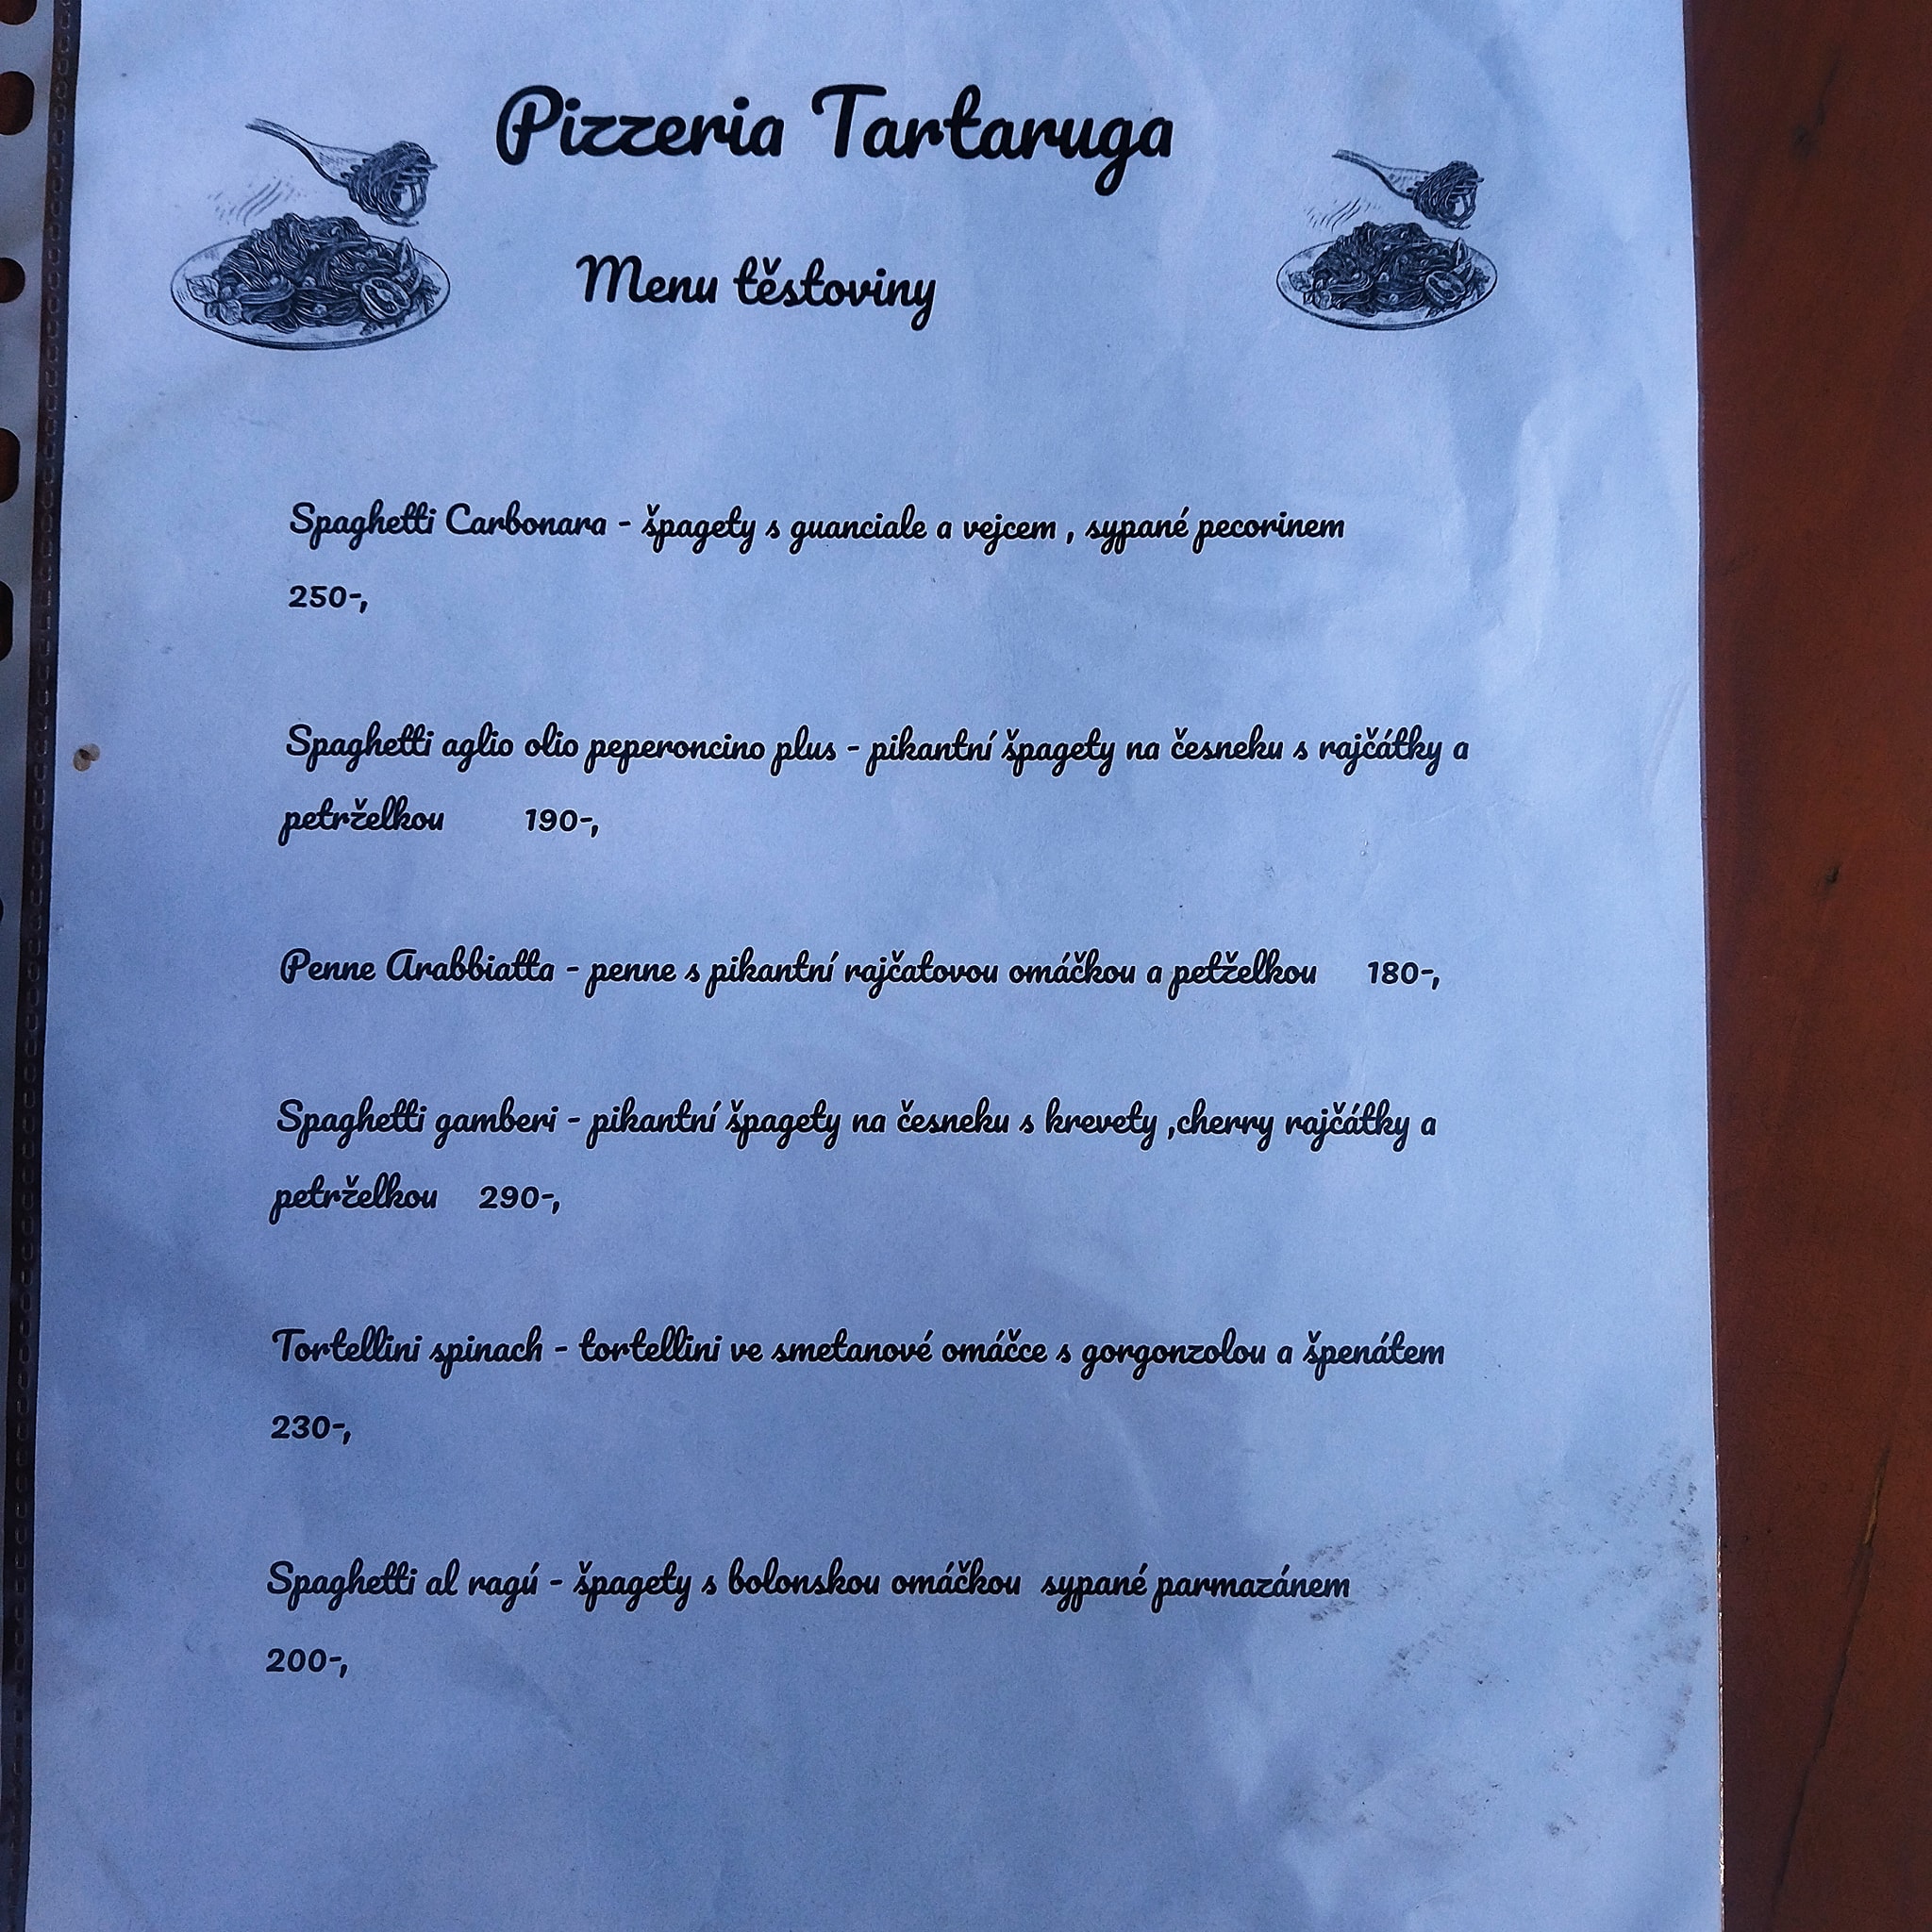 Pizzeria Tartaruga
Menu těstoviny
Spaghetti Carbonara - špagety s guanciale a vejcem , sypané pecorinem
250-,
Spaghetti aglio olio peperoncino plus - pikantní špagety na česneku s rajčátky a
petrželkou 190-,
Penne Arabbiatta - penne s pikantní rajčatovou omáčkou a petželkou 180-,
Spaghetti gamberi - pikantní špagety na česneku s krevety ,cherry rajčátky a
petrželkou 290-,
Tortellini spinach - tortellini ve smetanové omáčce s gorgonzolou a špenátem
230-,
Spaghetti al ragú - špagety s bolonskou omáčkou sypané parmazánem
200-,